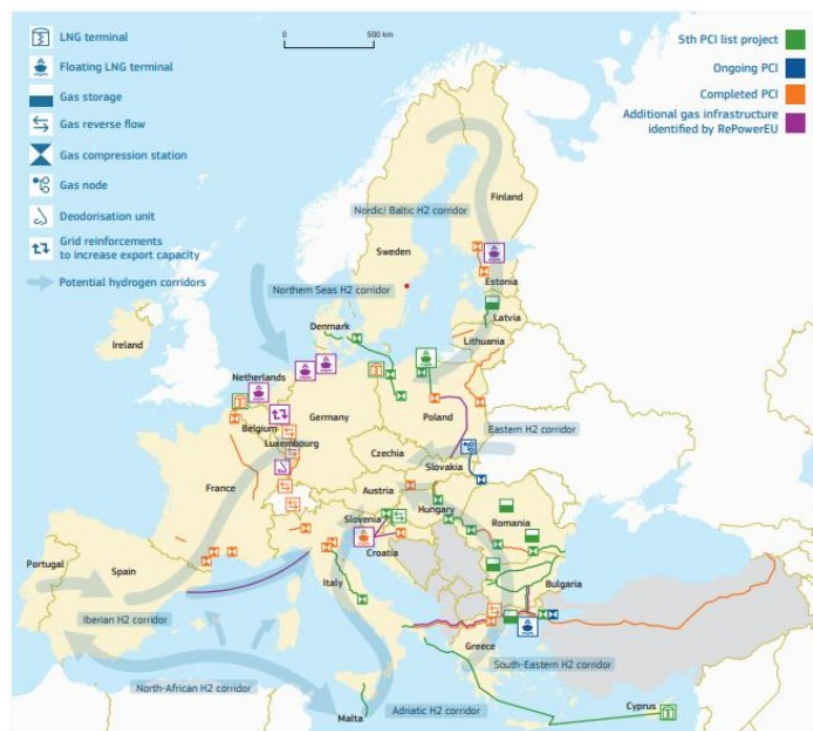 LNG terminal
Floating LNG terminal
Gas storage
Gas reverse flow
Gas compression station
Gas node
Deodorisation unit
Grid reinforcements
to increase export capacity
Potential hydrogen corridors
0
500 km
5th PCI list project
Ongoing PCI
Completed PCI
Additional gas infrastructure
identified by RePowerEU
Finland
Nordic/ Baltic H2 corridor
Sweden
Estonia
Northern Seas H2 corridor
Latvia
Denmark
Lithuania
Ireland
Netherlands
Germany
Poland
Belgium
Eastern H2 corridor
Luxembourg
Czechia
Slovakia
France
Austria
Hungary
Romania
Slovenia
Croatia
Portugal
Spain
Italy
Bulgaria
Iberian H2 corridor
Greece
South-Eastern H2 corridor
North-African H2 corridor
Cyprus
Malta
Adriatic H2 corridor